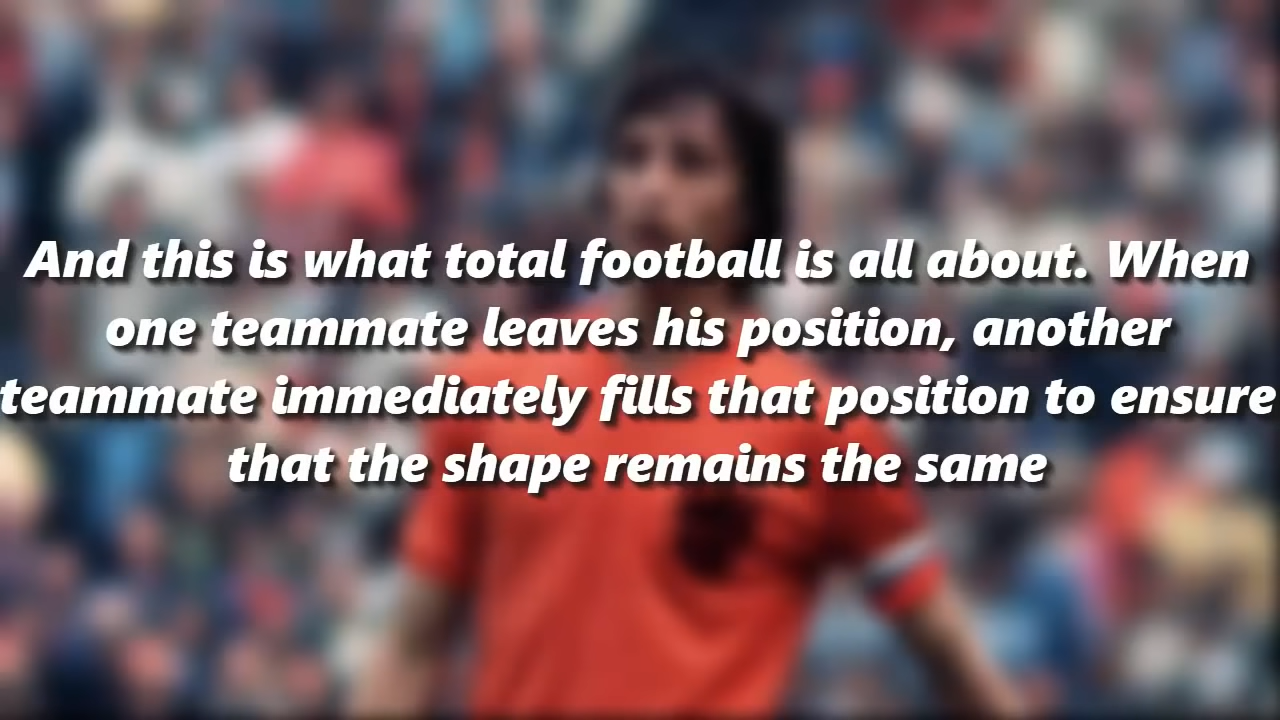 And this is what total football is all about. When
one teammate leaves his position, another
teammate immediately fills that position to ensure
that the shape remains the same